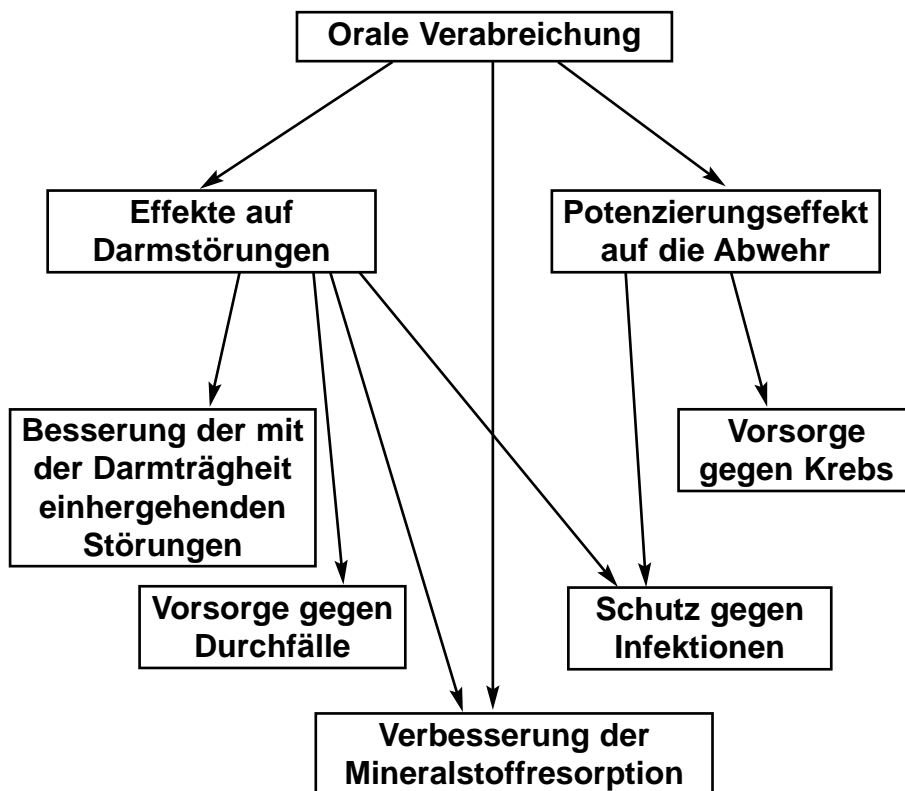 Orale Verabreichung
Effekte auf
Darmstörungen
Potenzierungseffekt
auf die Abwehr
Besserung der mit
der Darmträgheit
einhergehenden
Störungen
Vorsorge
gegen Krebs
Vorsorge gegen
Durchfälle
Schutz gegen
Infektionen
Verbesserung der
Mineralstoffresorption